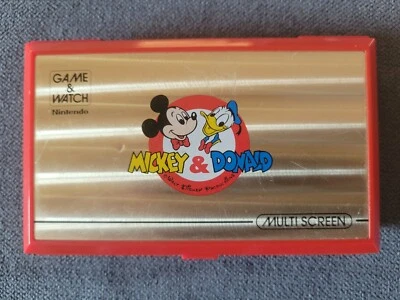 GAME
&
WATCH
Nintendo
MICKEY & DONALD
MULTI SCREEN